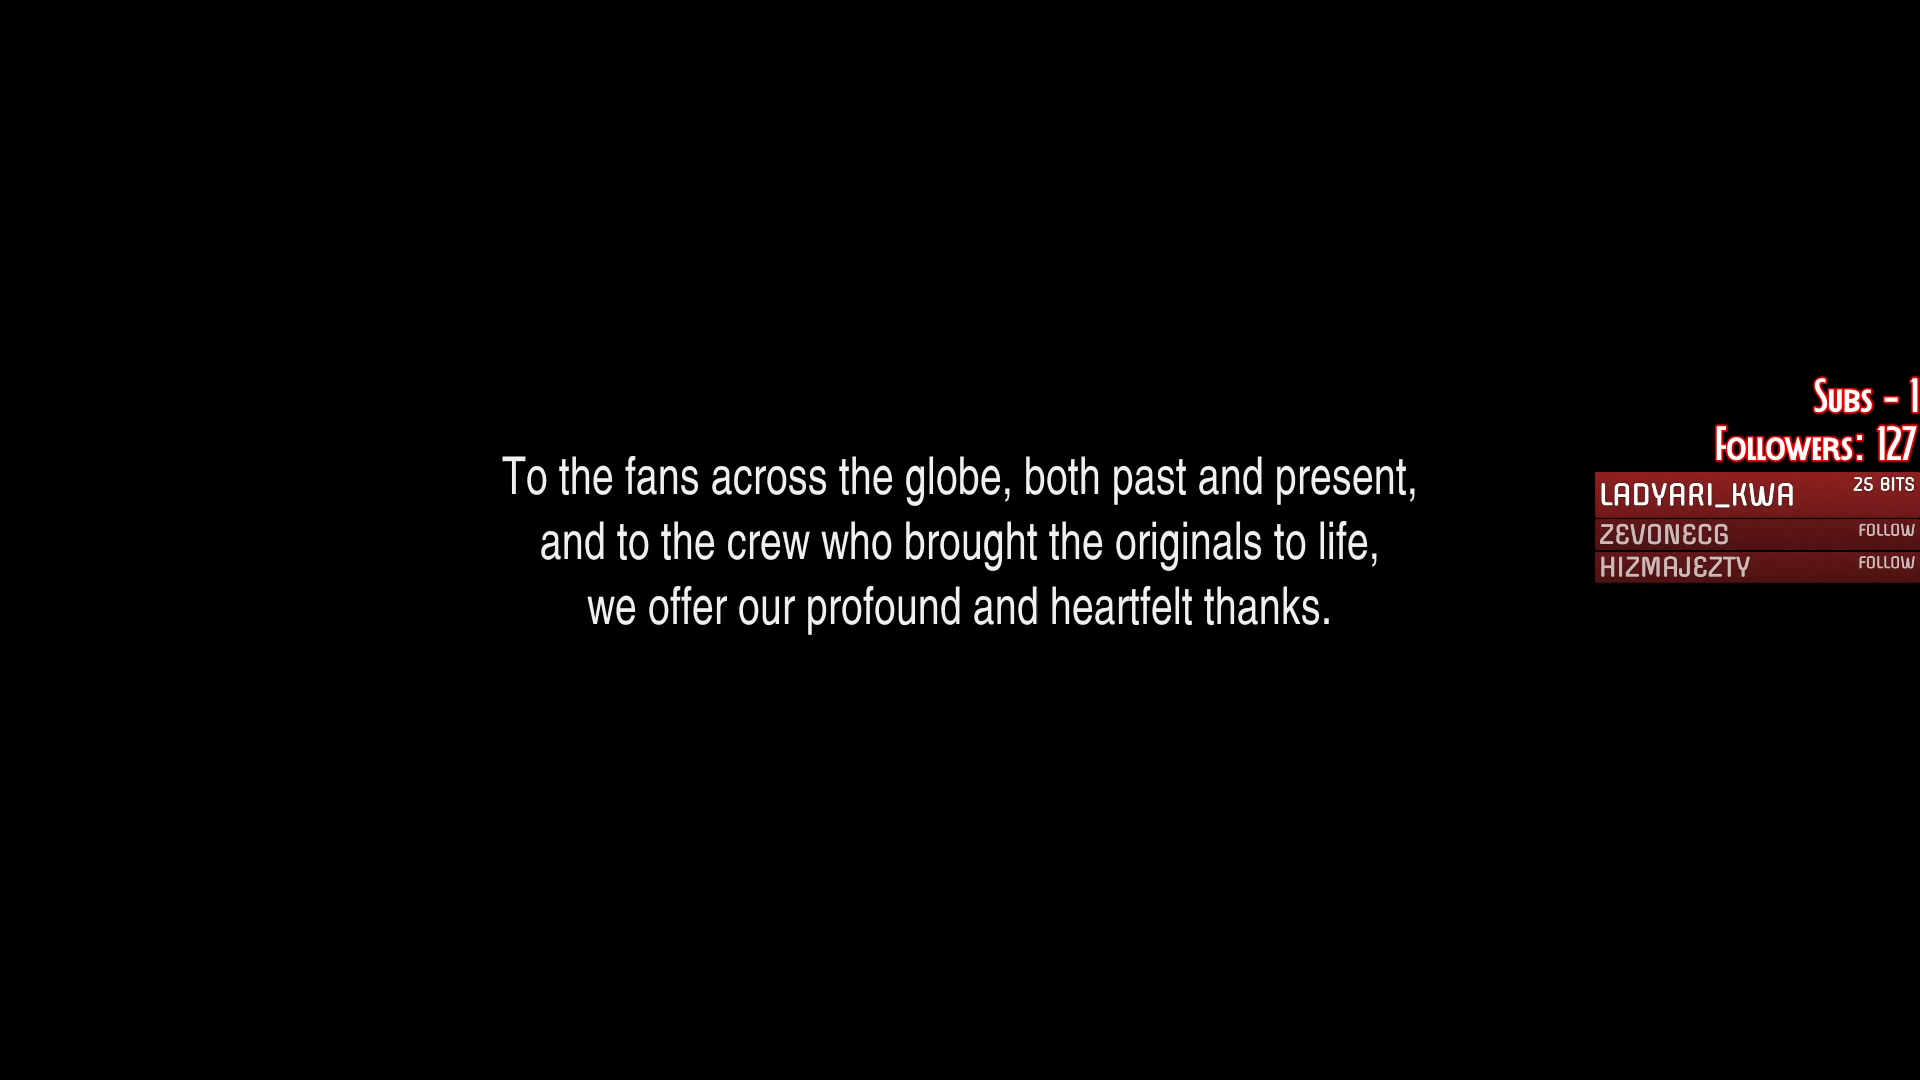 To the fans across the globe, both past and present,
and to the crew who brought the originals to life,
we offer our profound and heartfelt thanks.
Subs - 1
Followers: 127
LADYARI_KWA 25 BITS
ZEVONEC6 FOLLOW
HIZMAJEZTY FOLLOW